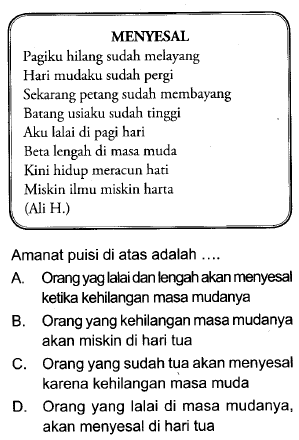 MENYESAL
Pagiku hilang sudah melayang
Hari mudaku sudah pergi
Sekarang petang sudah membayang
Batang usiaku sudah tinggi
Aku lalai di pagi hari
Beta lengah di masa muda
Kini hidup meracun hati
Miskin ilmu miskin harta
(Ali H.)
Amanat puisi di atas adalah ....
A. Orang yag lalai dan lengah akan menyesal
ketika kehilangan masa mudanya
B. Orang yang kehilangan masa mudanya
akan miskin di hari tua
C. Orang yang sudah tua akan menyesal
karena kehilangan masa muda
D. Orang yang lalai di masa mudanya,
akan menyesal di hari tua